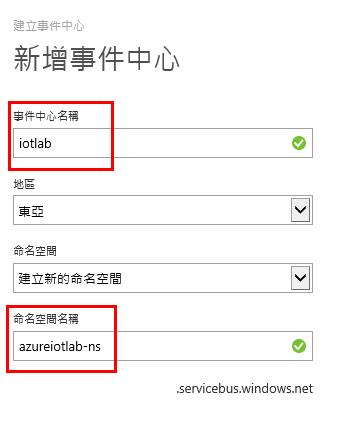 建立事件中心
新增事件中心
事件中心名稱
iotlab
地區
東亞
命名空間
建立新的命名空間
命名空間名稱
azureiotlab-ns
.servicebus.windows.net